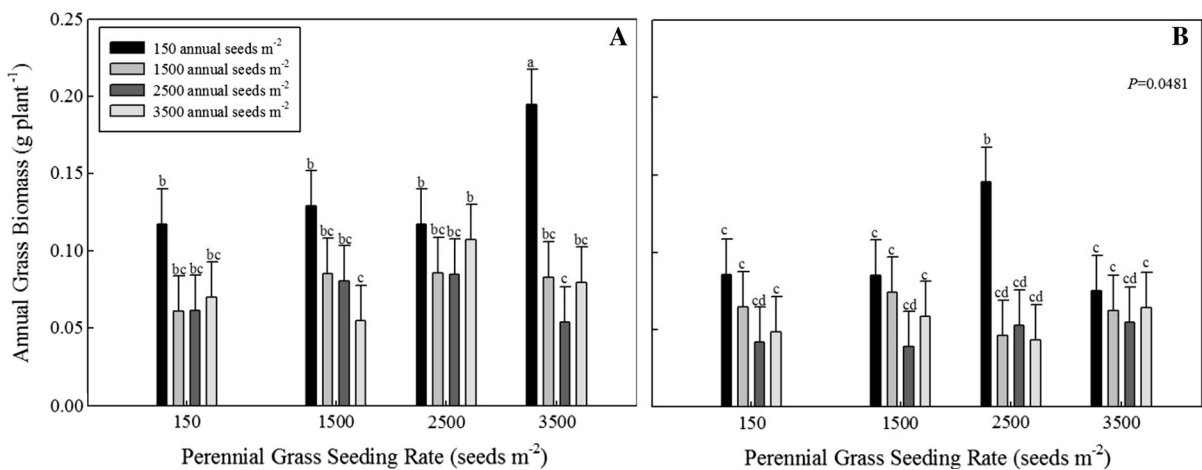 A
B
150 annual seeds m⁻²
1500 annual seeds m⁻²
2500 annual seeds m⁻²
3500 annual seeds m⁻²
P=0.0481
Annual Grass Biomass (g plant⁻¹)
0.25
0.20
0.15
0.10
0.05
0.00
b bc bc bc
b bc bc c
b bc bc b
a bc c bc
c c cd c
c c cd c
b cd cd cd
c c cd c
150 1500 2500 3500
150 1500 2500 3500
Perennial Grass Seeding Rate (seeds m⁻²)
Perennial Grass Seeding Rate (seeds m⁻²)